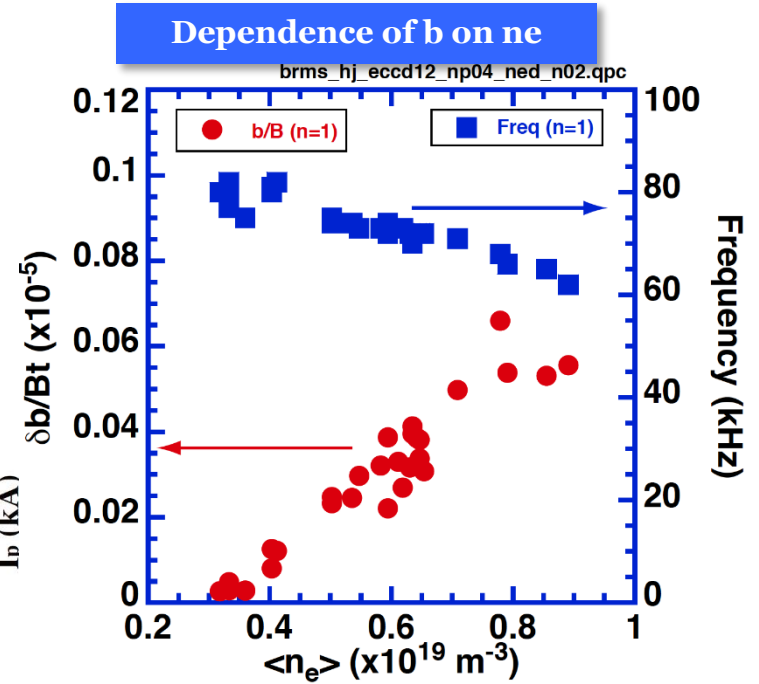 Dependence of b on ne
brms_hj_eccd12_np04_ned_n02.qpc
b/B (n=1)
Freq (n=1)
δb/Bt (x10⁻⁵)
0.12
0.1
0.08
0.06
0.04
0.02
0
100
80
60
40
20
0
Frequency (kHz)
Ip (kA)
0.2 0.4 0.6 0.8 1
<nₑ> (x10¹⁹ m⁻³)